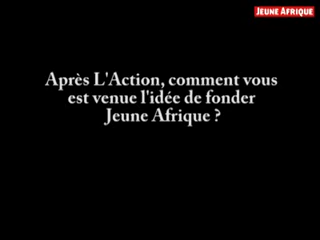 JEUNE AFRIQUE
Après L'Action, comment vous
est venue l'idée de fonder
Jeune Afrique ?